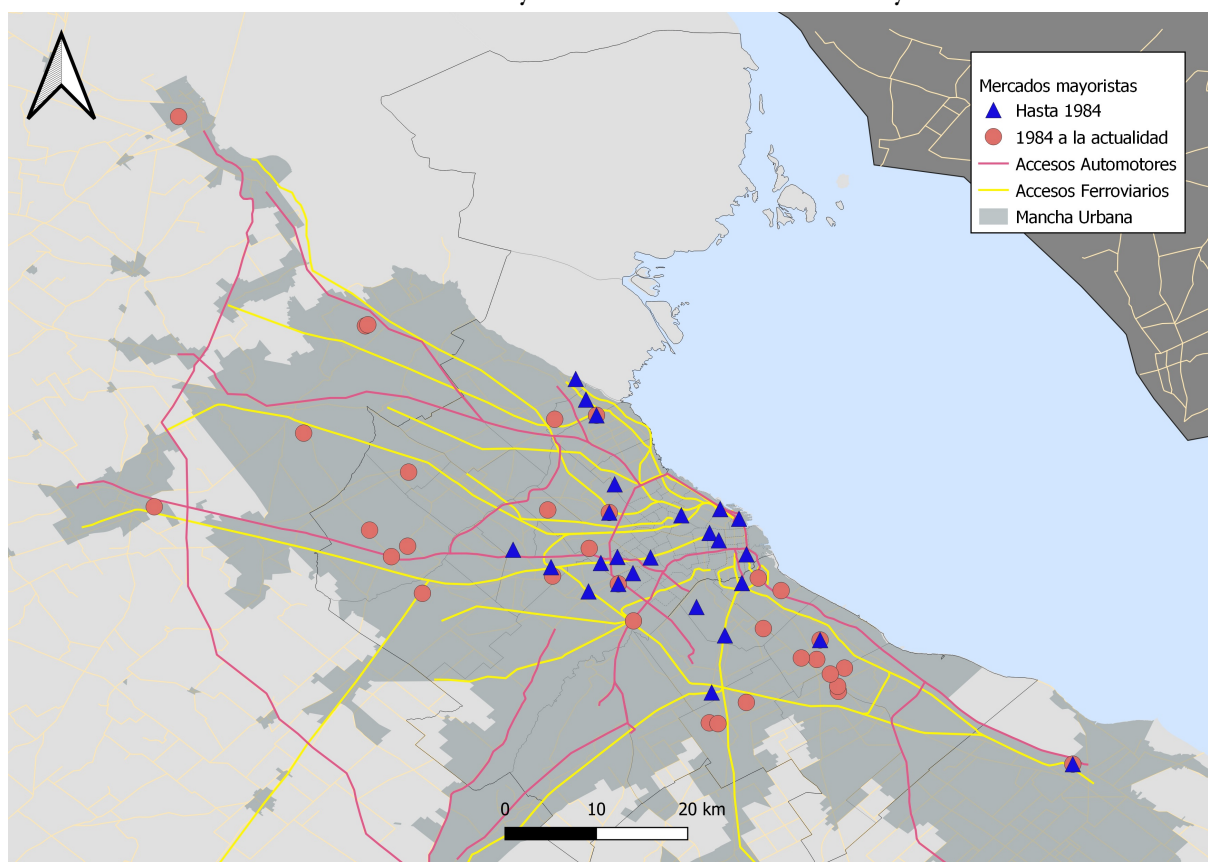 Mercados mayoristas
Hasta 1984
1984 a la actualidad
Accesos Automotores
Accesos Ferroviarios
Mancha Urbana
0 10 20 km